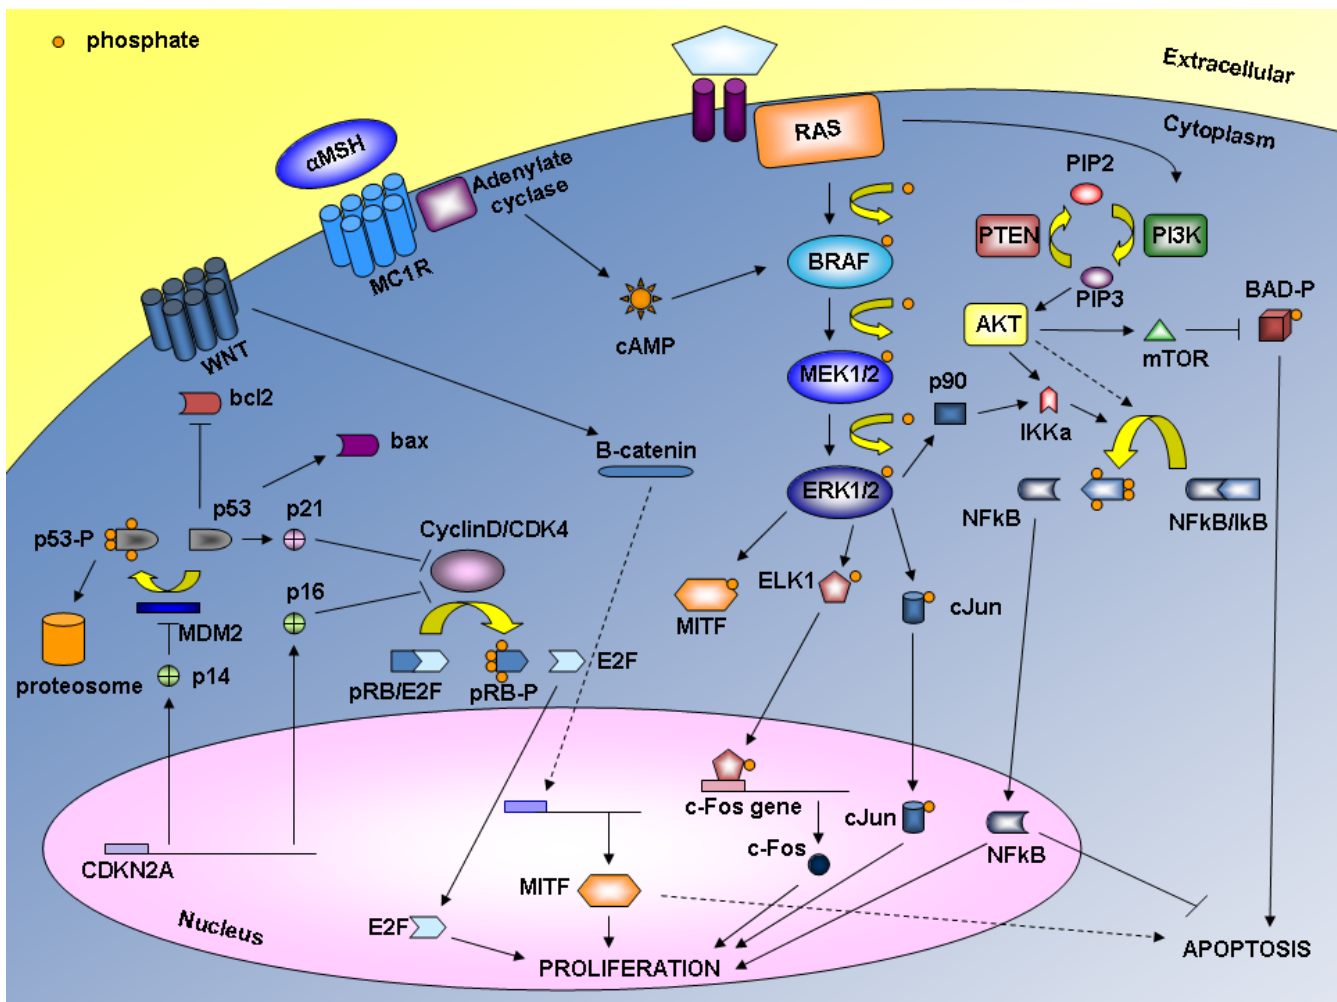 phosphate
Extracellular
Cytoplasm
RAS
αMSH
Adenylate
cyclase
MC1R
PIP2
PTEN
PI3K
PIP3
BRAF
cAMP
WNT
AKT
mTOR
BAD-P
MEK1/2
p90
IKKa
bcl2
bax
B-catenin
ERK1/2
NFkB
NFkB/IkB
p53-P
p53
p21
CyclinD/CDK4
p16
MDM2
MITF
ELK1
cJun
proteosome
p14
pRB/E2F
pRB-P
E2F
c-Fos gene
cJun
c-Fos
NFkB
CDKN2A
MITF
Nucleus
E2F
PROLIFERATION
APOPTOSIS